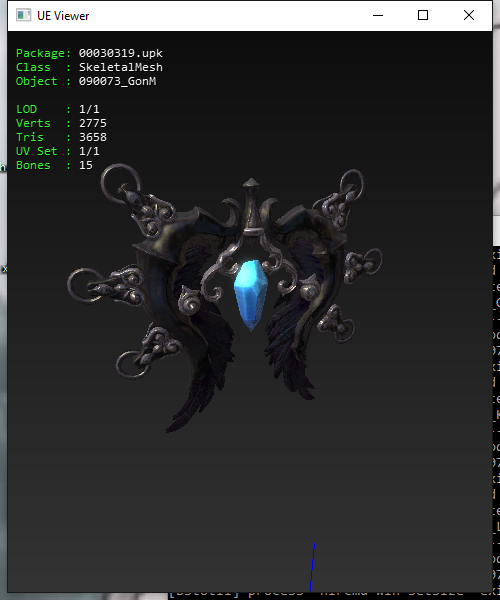 UE Viewer
Package: 00030319.upk
Class : SkeletalMesh
Object : 090073_GonM
LOD : 1/1
Verts : 2775
Tris : 3658
UV Set : 1/1
Bones : 15